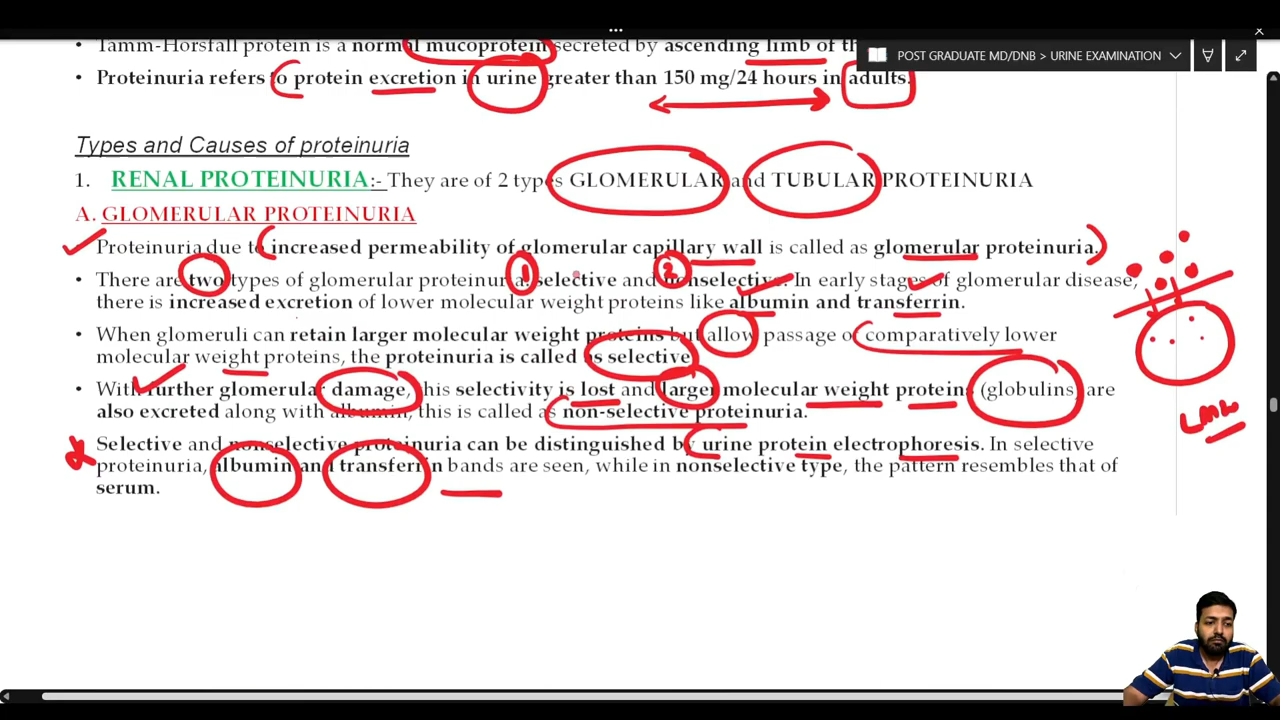 ...
• Tamm-Horsfall protein is a normal mucoprotein secreted by ascending limb of
POST GRADUATE MD/DNB > URINE EXAMINATION
• Proteinuria refers to protein excretion in urine greater than 150 mg/24 hours in adults.
Types and Causes of proteinuria
1. RENAL PROTEINURIA:- They are of 2 types GLOMERULAR and TUBULAR PROTEINURIA
A. GLOMERULAR PROTEINURIA
• Proteinuria due to increased permeability of glomerular capillary wall is called as glomerular proteinuria.
1 2
• There are two types of glomerular proteinuria: selective and nonselective. In early stages of glomerular disease,
there is increased excretion of lower molecular weight proteins like albumin and transferrin.
• When glomeruli can retain larger molecular weight proteins but allow passage of comparatively lower
molecular weight proteins, the proteinuria is called as selective.
• With further glomerular damage, this selectivity is lost and larger molecular weight proteins (globulins) are
also excreted along with albumin, this is called as non-selective proteinuria.
LMW
• Selective and nonselective proteinuria can be distinguished by urine protein electrophoresis. In selective
proteinuria, albumin and transferrin bands are seen, while in nonselective type, the pattern resembles that of
serum.